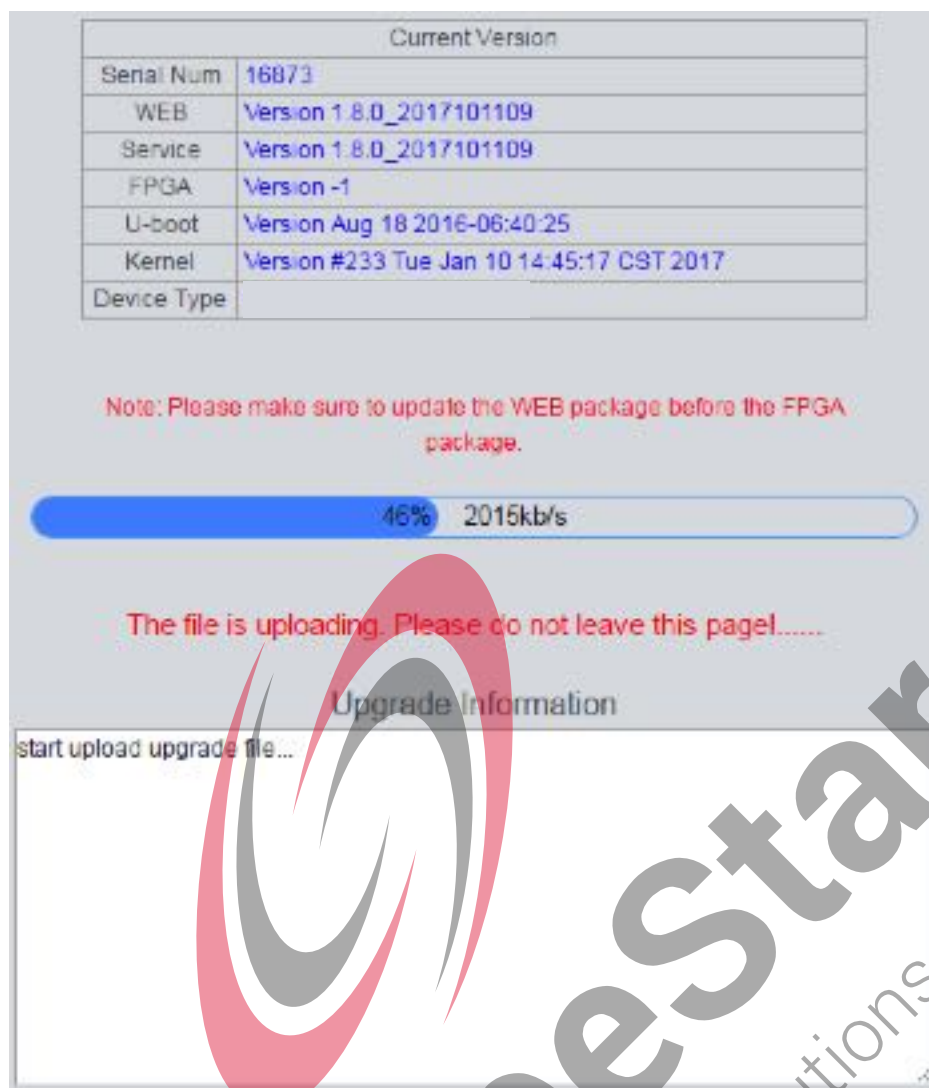 Current Version
Serial Num 16873
WEB Version 1.8.0_2017101109
Service Version 1.8.0_2017101109
FPGA Version -1
U-boot Version Aug 18 2016-06:40:25
Kernel Version #233 Tue Jan 10 14:45:17 CST 2017
Device Type
Note: Please make sure to update the WEB package before the FPGA
package.
46% 2015kb/s
The file is uploading. Please do not leave this page!......
Upgrade Information
start upload upgrade file...